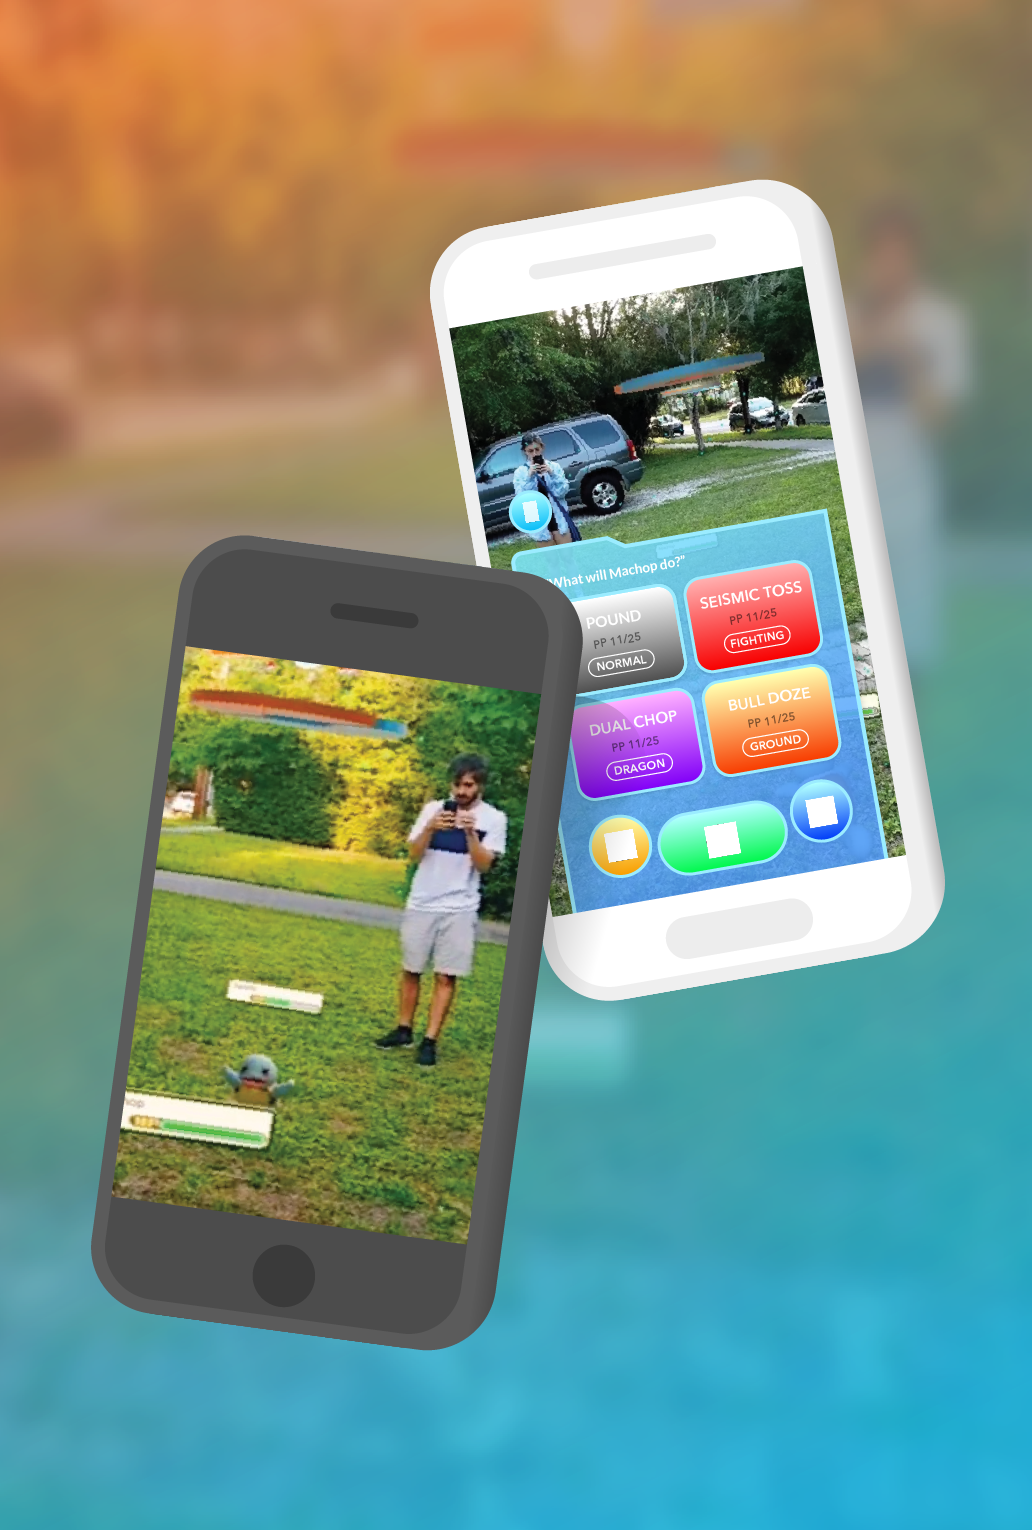 What will Machop do?"
POUND
PP 11/25
NORMAL
SEISMIC TOSS
PP 11/25
FIGHTING
DUAL CHOP
PP 11/25
DRAGON
BULL DOZE
PP 11/25
GROUND